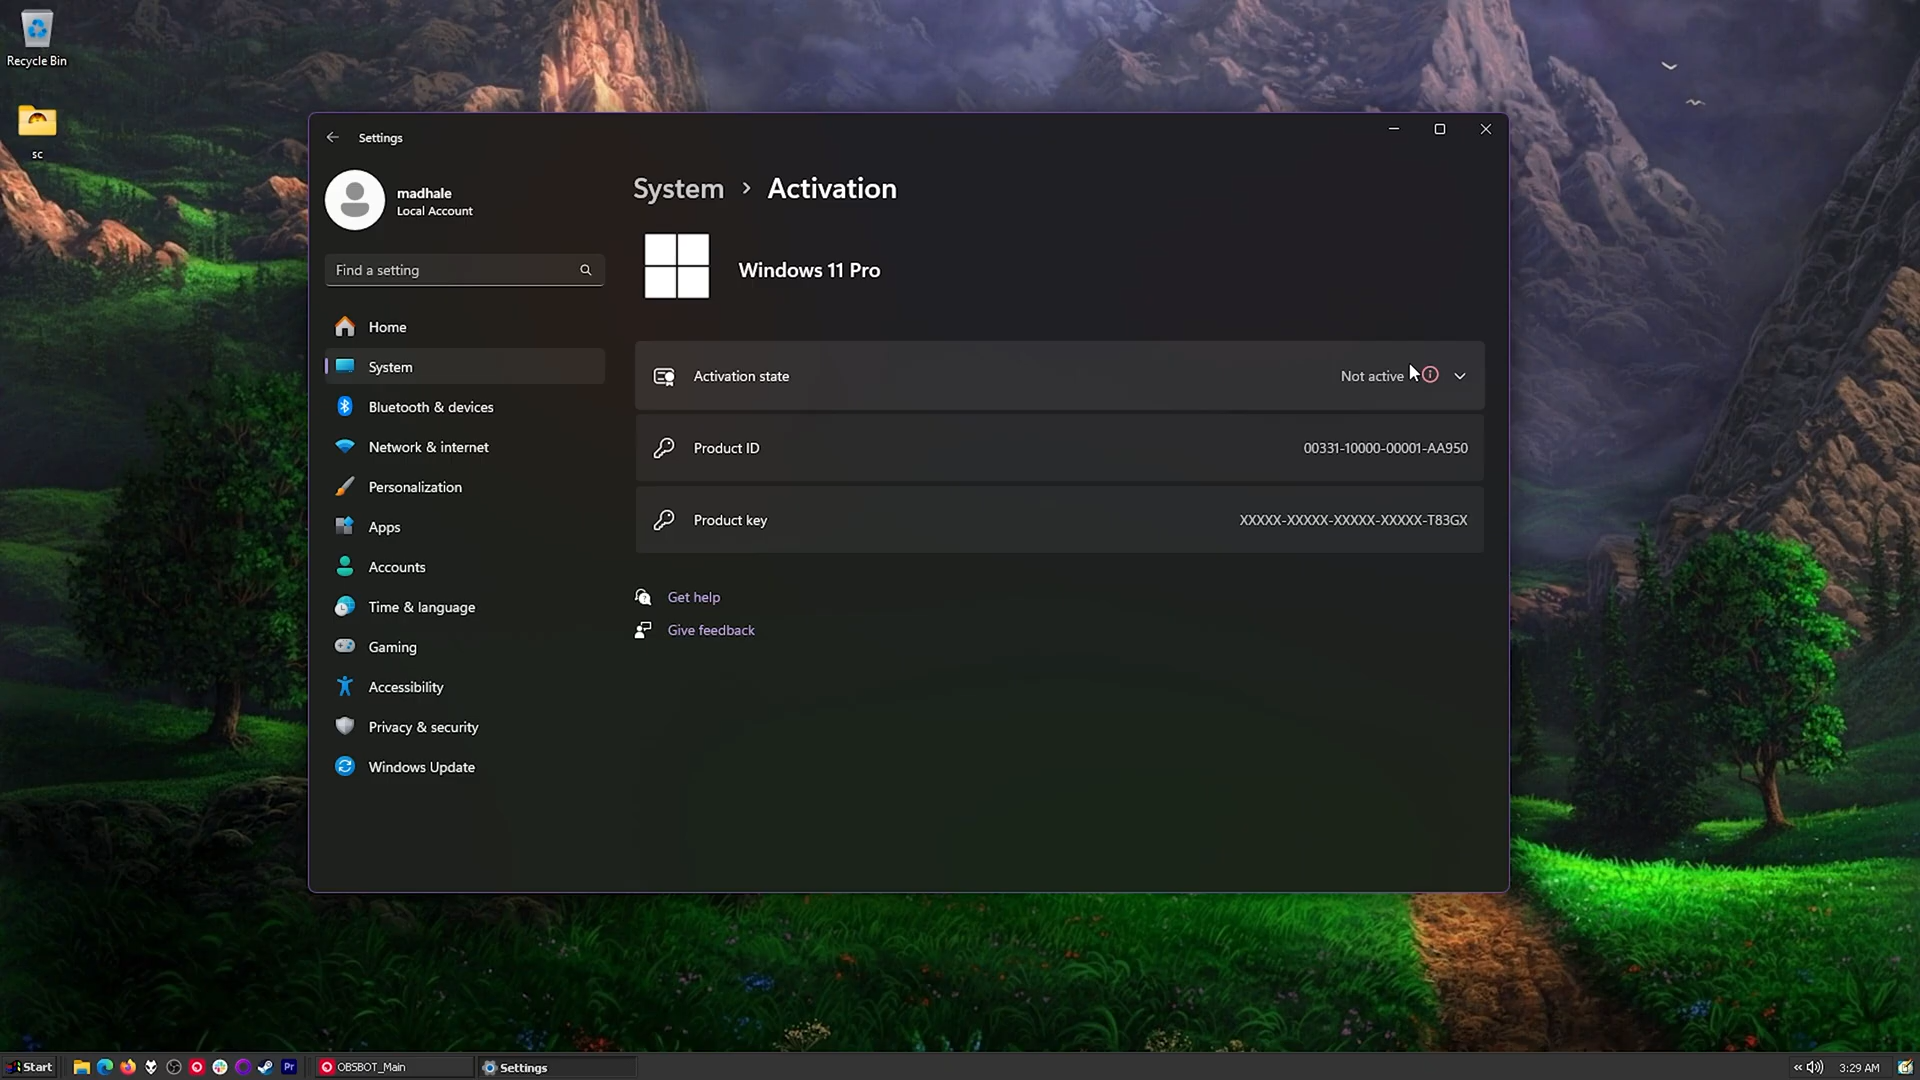 Recycle Bin
sc
Settings
madhale
Local Account
Find a setting
Home
System
Bluetooth & devices
Network & internet
Personalization
Apps
Accounts
Time & language
Gaming
Accessibility
Privacy & security
Windows Update
System > Activation
Windows 11 Pro
Activation state
Not active
Product ID
00331-10000-00001-AA950
Product key
XXXXX-XXXXX-XXXXX-XXXXX-T83GX
Get help
Give feedback
Start
Pr
OBSBOT_Main
Settings
3:29 AM